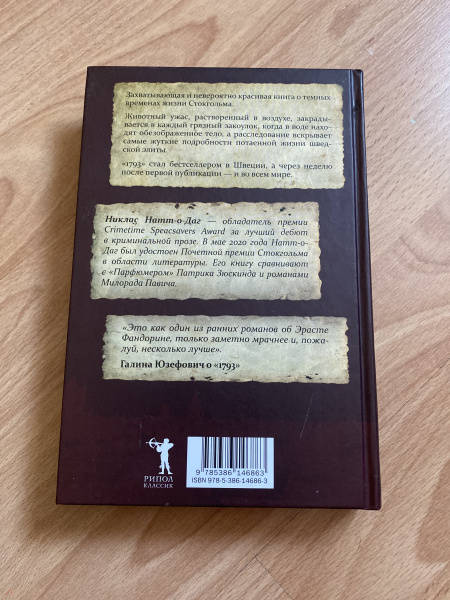 Захватывающая и невероятно красивая книга о темных
временах жизни Стокгольма.
Животный ужас, растворенный в воздухе, закрады-
вается в каждый грязный закоулок, когда в воде нахо-
дят обезображенное тело, а расследование вскрывает
самые жуткие подробности потаенной жизни швед-
ской элиты.
«1793» стал бестселлером в Швеции, а через неделю
после первой публикации — и во всем мире.
Никлас Натт-о-Даг — обладатель премии
Crimetime Speacsavers Award за лучший дебют
в криминальной прозе. В мае 2020 года Натт-о-
Даг был удостоен Почетной премии Стокгольма
в области литературы. Его книгу сравнивают
с «Парфюмером» Патрика Зюскинда и романами
Милорада Павича.
«Это как один из ранних романов об Эрасте
Фандорине, только заметно мрачнее и, пожа-
луй, несколько лучше».
Галина Юзефович о «1793»
РИПОЛ
КЛАССИК
9 785386 146863
ISBN 978-5-386-14686-3